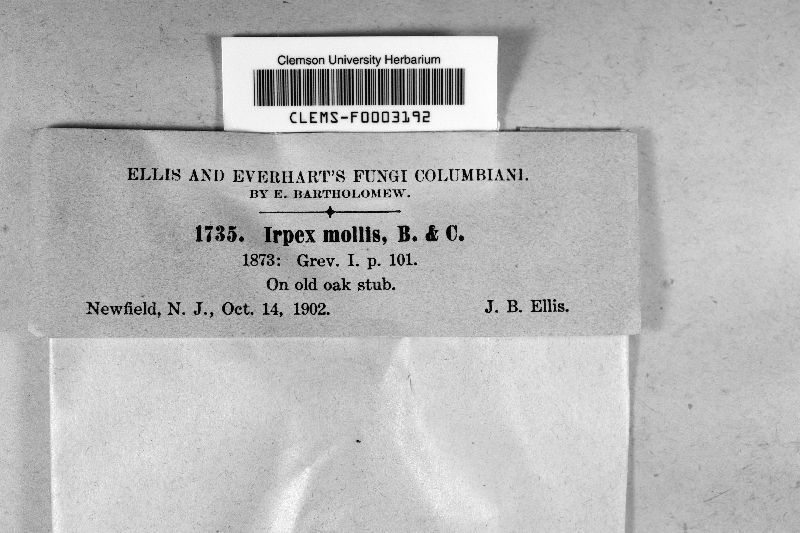 Clemson University Herbarium
CLEMS-F0003192
ELLIS AND EVERHART'S FUNGI COLUMBIANI.
BY E. BARTHOLOMEW.
1735. Irpex mollis, B. & C.
1873: Grev. I. p. 101.
On old oak stub.
Newfield, N. J., Oct. 14, 1902. J. B. Ellis.